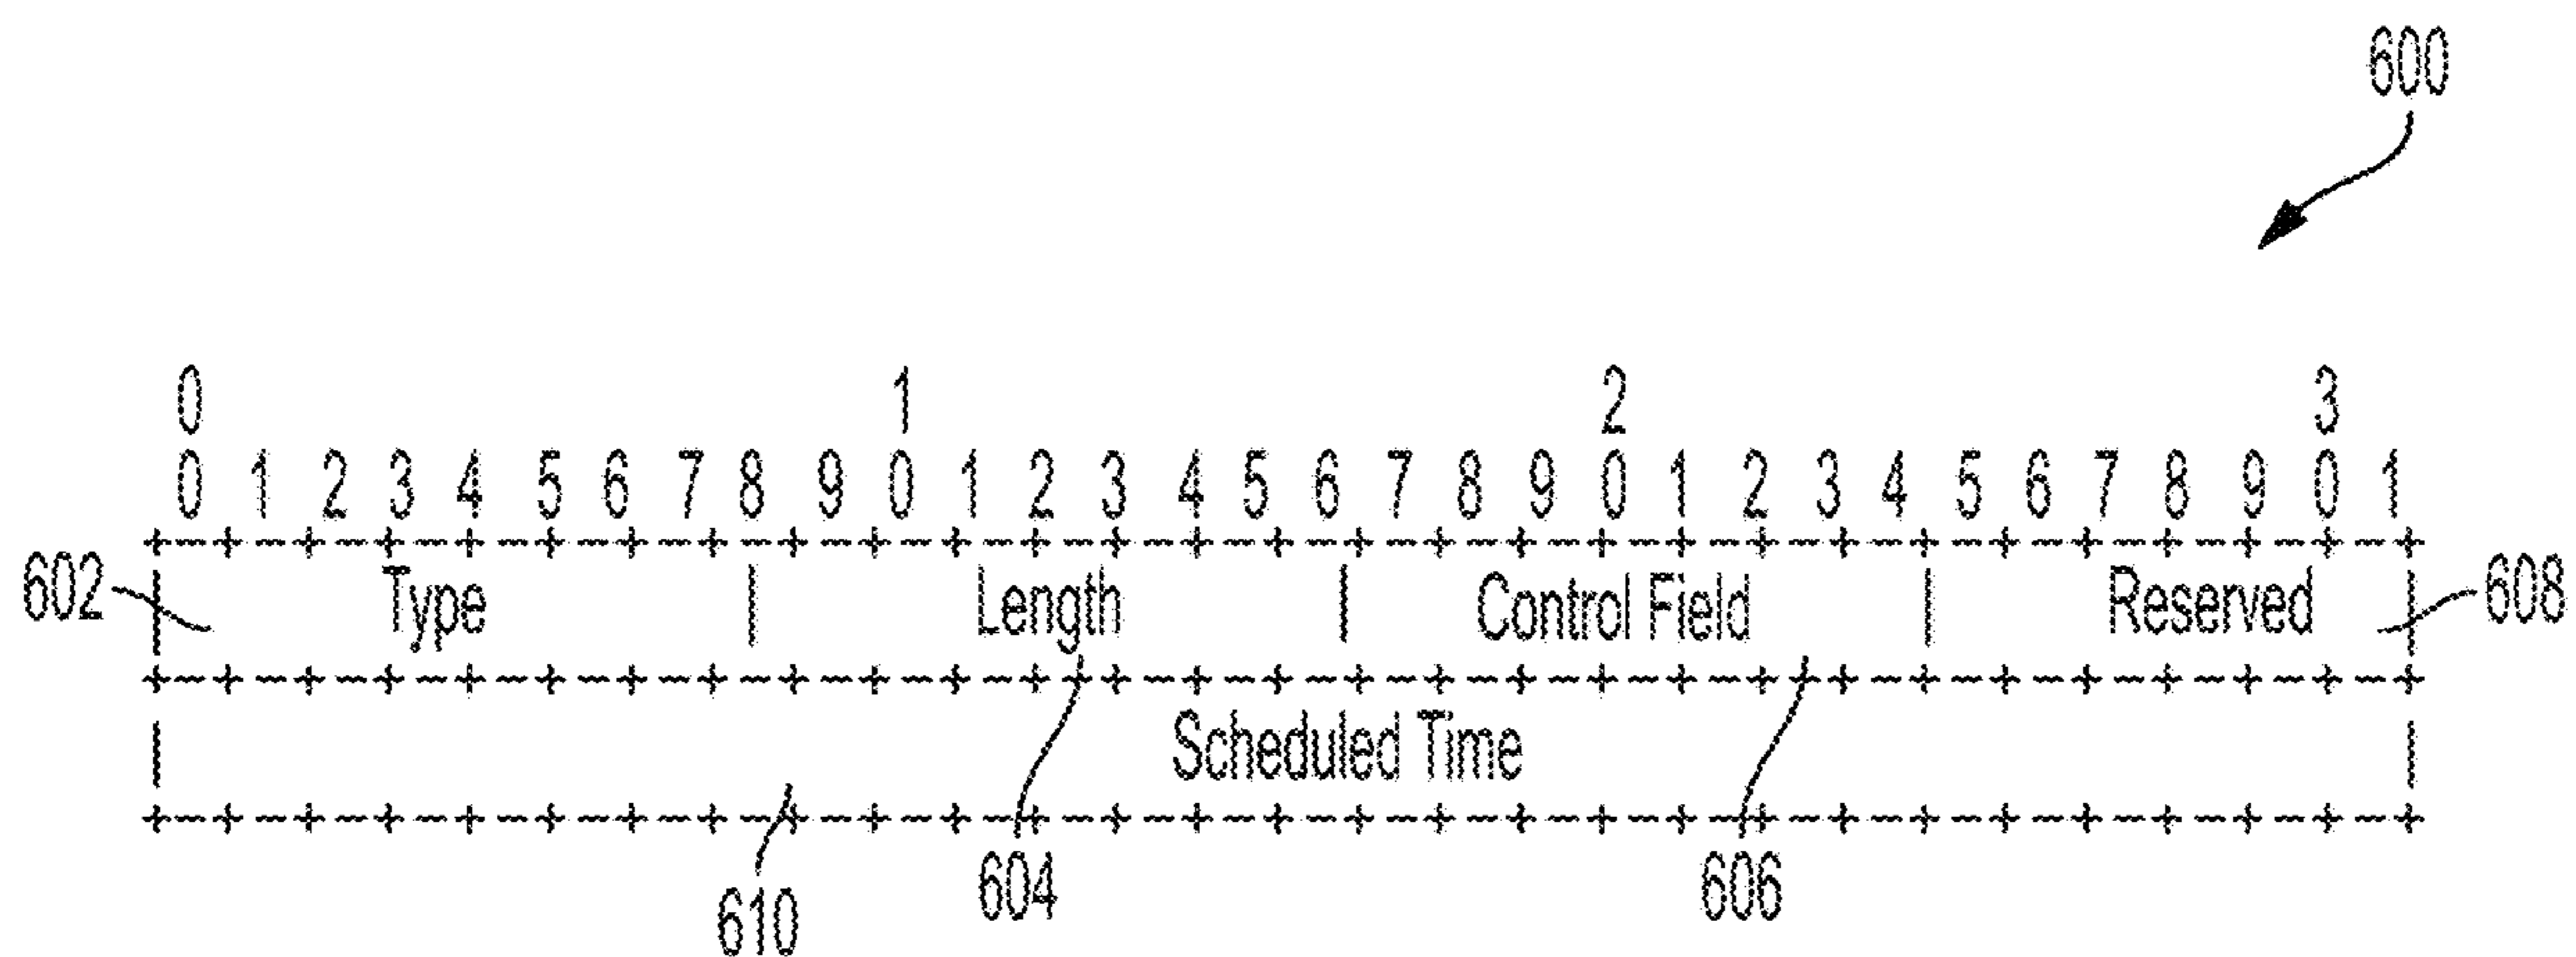 600
0 1 2 3
0 1 2 3 4 5 6 7 8 9 0 1 2 3 4 5 6 7 8 9 0 1 2 3 4 5 6 7 8 9 0 1
+-+-+-+-+-+-+-+-+-+-+-+-+-+-+-+-+-+-+-+-+-+-+-+-+-+-+-+-+
602 | Type | Length | Control Field | Reserved | 608
+-+-+-+-+-+-+-+-+-+-+-+-+-+-+-+-+-+-+-+-+-+-+-+-+-+-+-+-+
| Scheduled Time |
+-+-+-+-+-+-+-+-+-+-+-+-+-+-+-+-+-+-+-+-+-+-+-+-+-+-+-+-+
610 604 606